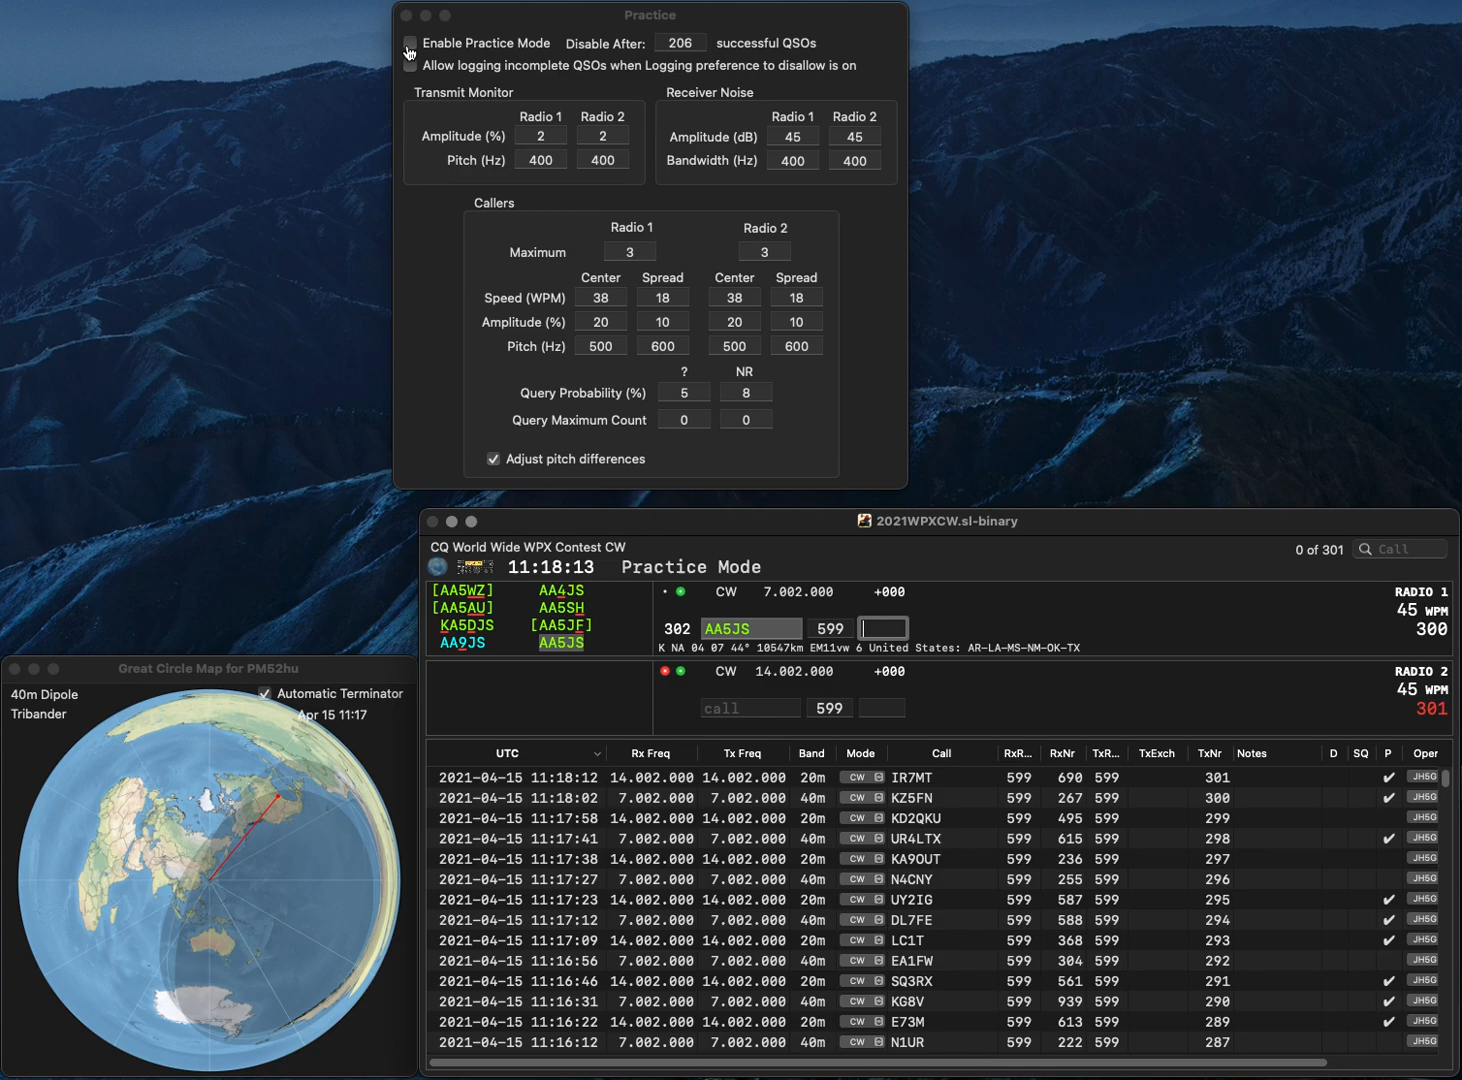 Practice
Enable Practice Mode Disable After: 206 successful QSOs
Allow logging incomplete QSOs when Logging preference to disallow is on
Transmit Monitor
Radio 1 Radio 2
Amplitude (%) 2 2
Pitch (Hz) 400 400
Receiver Noise
Radio 1 Radio 2
Amplitude (dB) 45 45
Bandwidth (Hz) 400 400
Callers
Radio 1 Radio 2
Maximum 3 3
Center Spread Center Spread
Speed (WPM) 38 18 38 18
Amplitude (%) 20 10 20 10
Pitch (Hz) 500 600 500 600
? NR
Query Probability (%) 5 8
Query Maximum Count 0 0
Adjust pitch differences
2021WPXCW.sl-binary
CQ World Wide WPX Contest CW
0 of 301 Call
11:18:13 Practice Mode
[AA5WZ] AA4JS
[AA5AU] AA5SH
KA5DJS [AA5JF]
AA9JS AA5JS
CW 7.002.000 +000
302 AA5JS 599
K NA 04 07 44° 10547km EM11vw 6 United States: AR-LA-MS-NM-OK-TX
RADIO 1
45 WPM
300
CW 14.002.000 +000
call 599
RADIO 2
45 WPM
301
UTC Rx Freq Tx Freq Band Mode Call RxR... RxNr TxR... TxExch TxNr Notes D SQ P Oper
2021-04-15 11:18:12 14.002.000 14.002.000 20m CW IR7MT 599 690 599 301 ✔ JH5G
2021-04-15 11:18:02 7.002.000 7.002.000 40m CW KZ5FN 599 267 599 300 ✔ JH5G
2021-04-15 11:17:58 14.002.000 14.002.000 20m CW KD2QKU 599 495 599 299 JH5G
2021-04-15 11:17:41 7.002.000 7.002.000 40m CW UR4LTX 599 615 599 298 ✔ JH5G
2021-04-15 11:17:38 14.002.000 14.002.000 20m CW KA9OUT 599 236 599 297 JH5G
2021-04-15 11:17:27 7.002.000 7.002.000 40m CW N4CNY 599 255 599 296 JH5G
2021-04-15 11:17:23 14.002.000 14.002.000 20m CW UY2IG 599 587 599 295 ✔ JH5G
2021-04-15 11:17:12 7.002.000 7.002.000 40m CW DL7FE 599 588 599 294 ✔ JH5G
2021-04-15 11:17:09 14.002.000 14.002.000 20m CW LC1T 599 368 599 293 ✔ JH5G
2021-04-15 11:16:56 7.002.000 7.002.000 40m CW EA1FW 599 304 599 292 JH5G
2021-04-15 11:16:46 14.002.000 14.002.000 20m CW SQ3RX 599 561 599 291 ✔ JH5G
2021-04-15 11:16:31 7.002.000 7.002.000 40m CW KG8V 599 939 599 290 ✔ JH5G
2021-04-15 11:16:22 14.002.000 14.002.000 20m CW E73M 599 613 599 289 ✔ JH5G
2021-04-15 11:16:12 7.002.000 7.002.000 40m CW N1UR 599 222 599 287 JH5G
Great Circle Map for PM52hu
40m Dipole
Tribander
Automatic Terminator
Apr 15 11:17